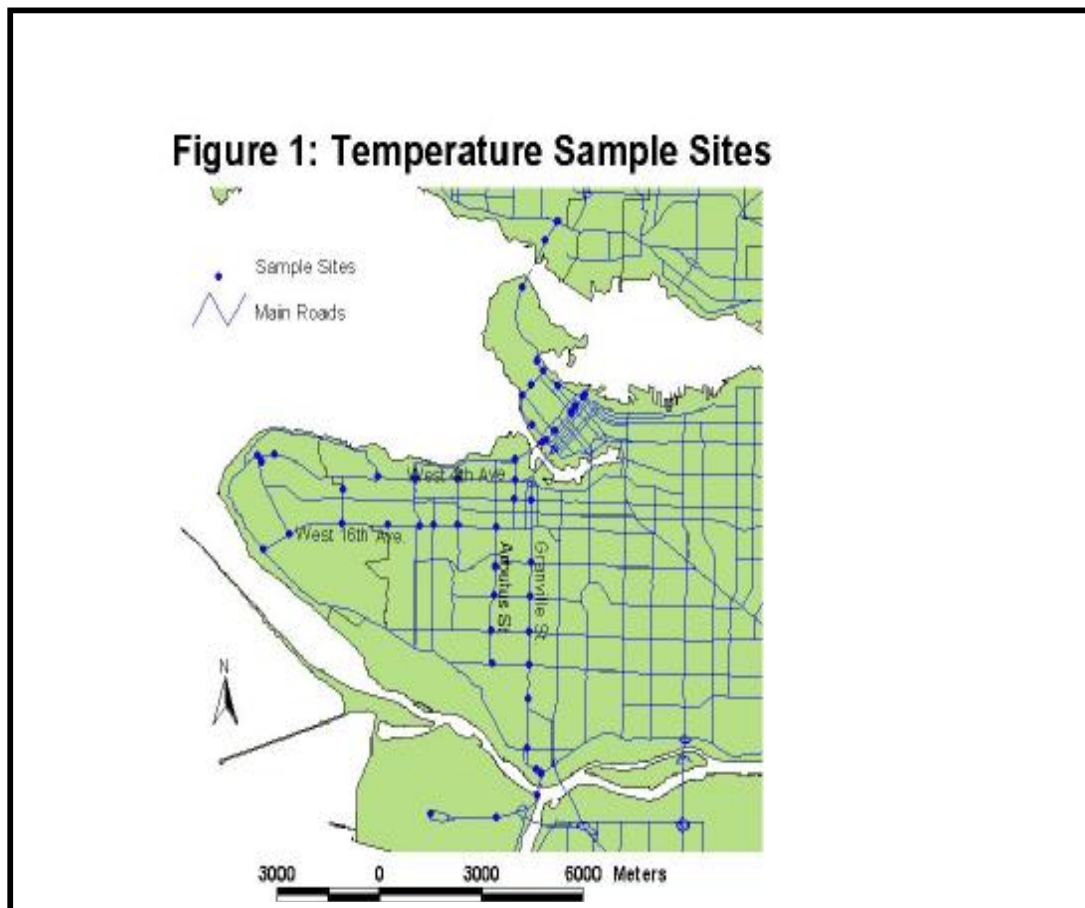 Figure 1: Temperature Sample Sites
Sample Sites
Main Roads
West 4th Ave
West 16th Ave.
Arbutus St
Granville St
N
3000 0 3000 6000 Meters